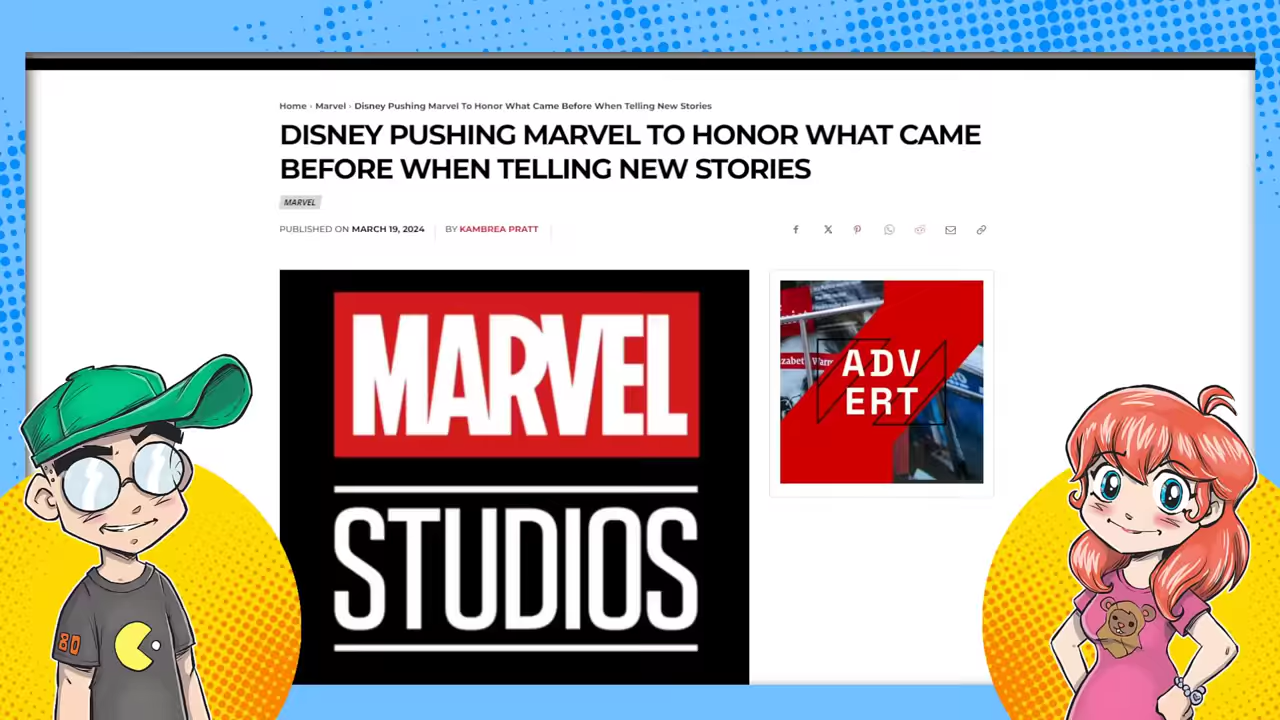 Home › Marvel › Disney Pushing Marvel To Honor What Came Before When Telling New Stories
DISNEY PUSHING MARVEL TO HONOR WHAT CAME
BEFORE WHEN TELLING NEW STORIES
MARVEL
PUBLISHED ON MARCH 19, 2024 BY KAMBREA PRATT
MARVEL
STUDIOS
ADV
ERT
80